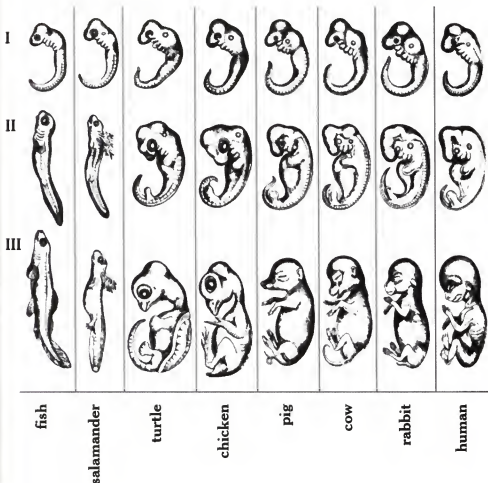 I
II
III
fish
salamander
turtle
chicken
pig
cow
rabbit
human